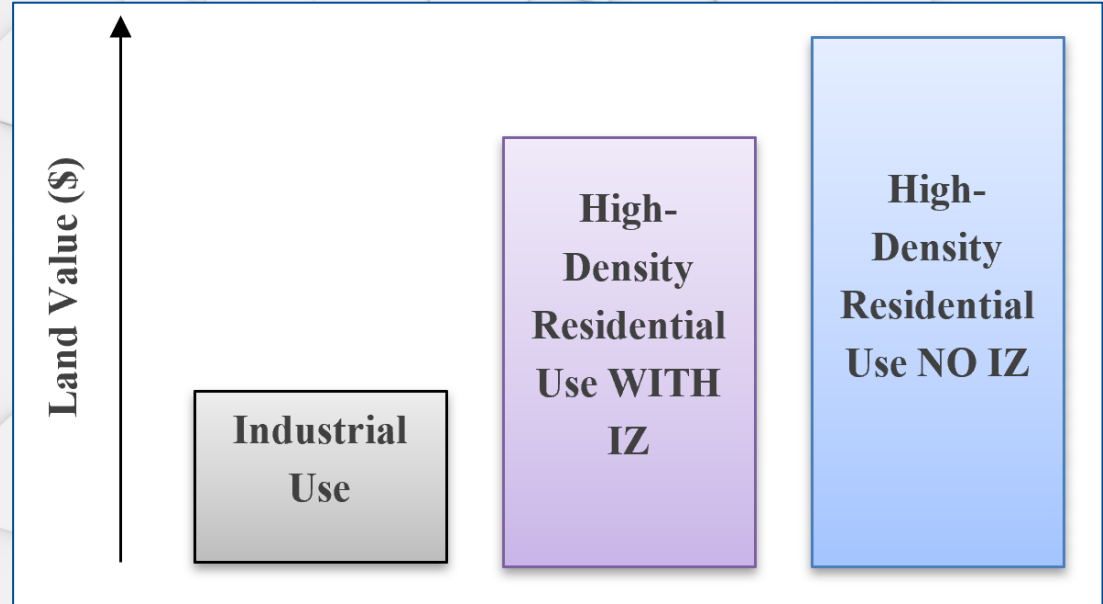 Land Value ($)
Industrial
Use
High-
Density
Residential
Use WITH
IZ
High-
Density
Residential
Use NO IZ